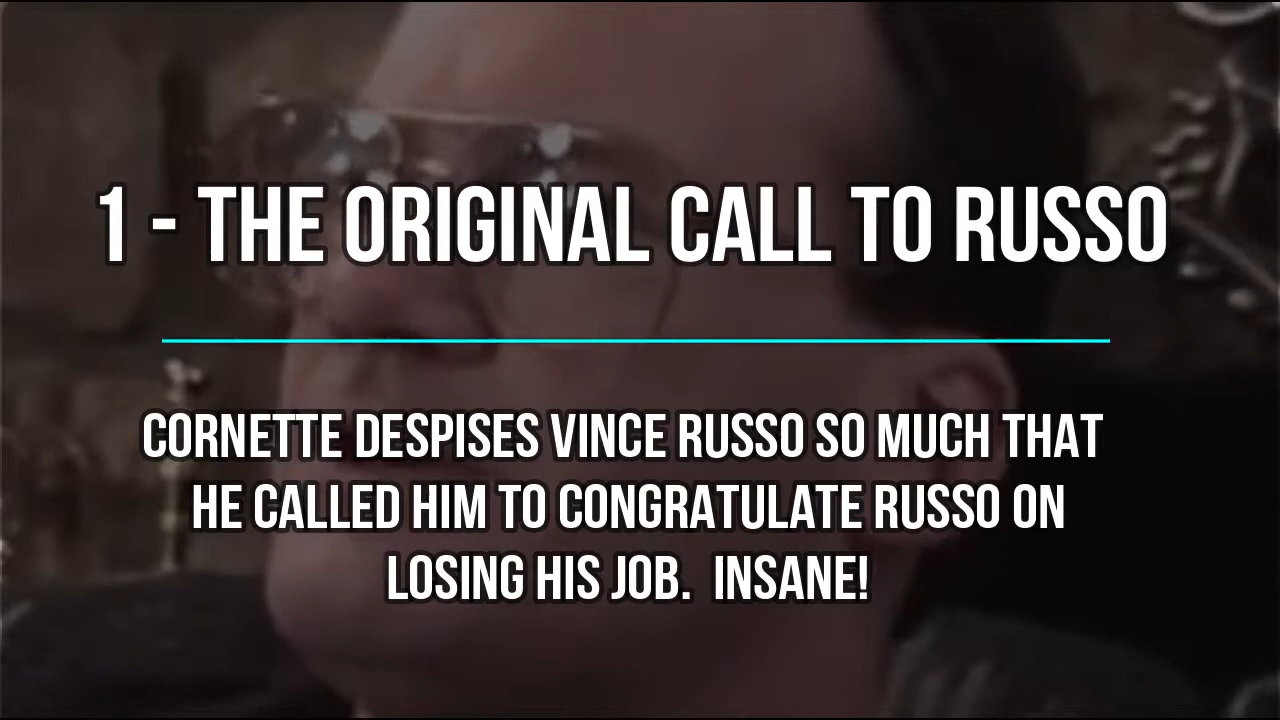 1 - THE ORIGINAL CALL TO RUSSO
CORNETTE DESPISES VINCE RUSSO SO MUCH THAT
HE CALLED HIM TO CONGRATULATE RUSSO ON
LOSING HIS JOB.  INSANE!